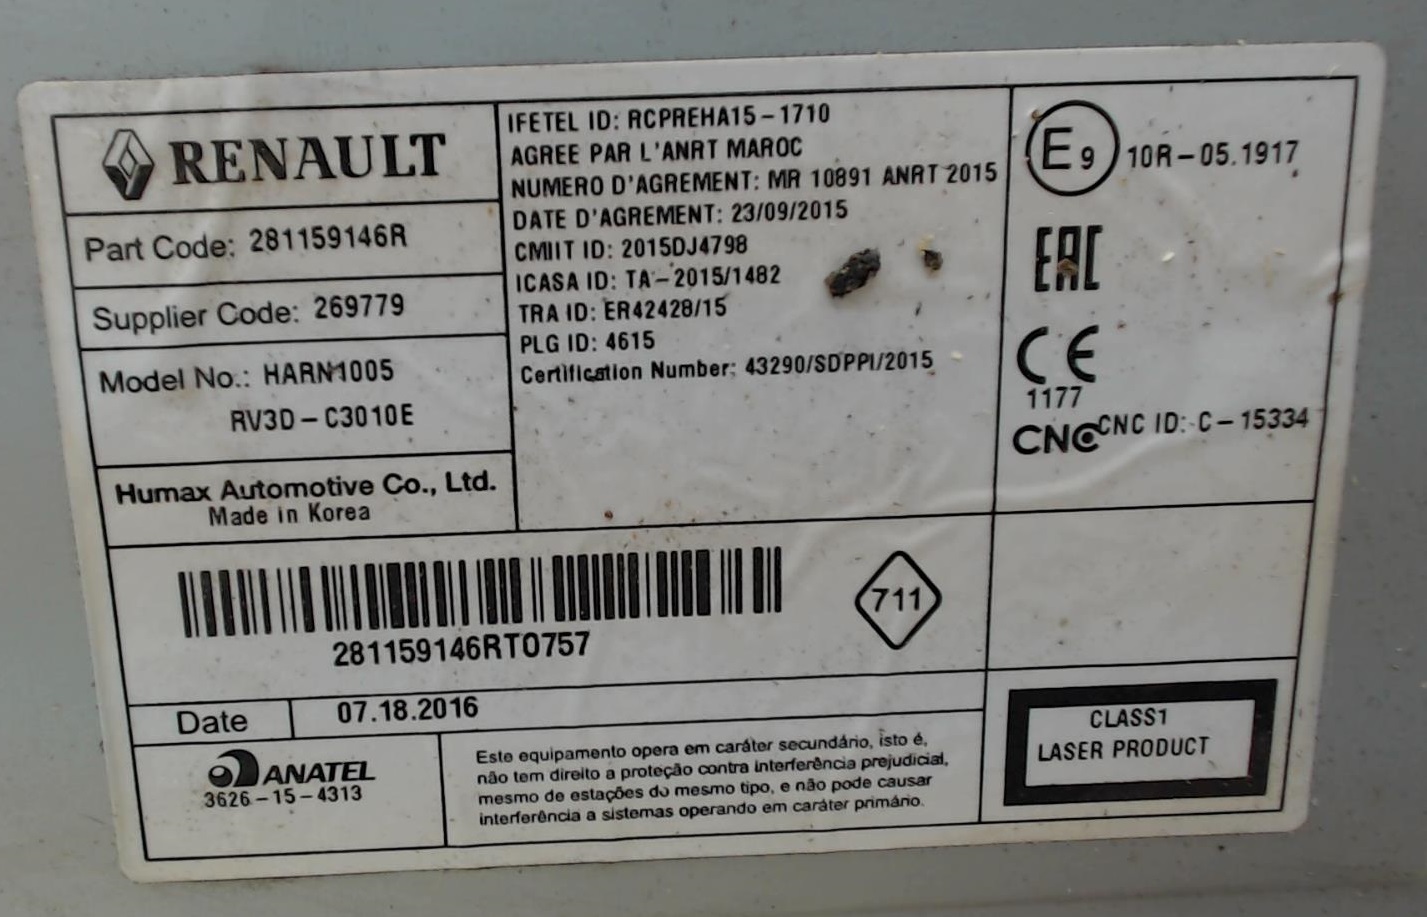 RENAULT
Part Code: 281159146R
Supplier Code: 269779
Model No.: HARN1005
RV3D-C3010E
Humax Automotive Co., Ltd.
Made in Korea
IFETEL ID: RCPREHA15-1710
AGREE PAR L'ANRT MAROC
NUMERO D'AGREMENT: MR 10891 ANRT 2015
DATE D'AGREMENT: 23/09/2015
CMIIT ID: 2015DJ4798
ICASA ID: TA-2015/1482
TRA ID: ER42428/15
PLG ID: 4615
Certification Number: 43290/SDPPI/2015
E9 10R-05.1917
EAC
CE
1177
CNC CNC ID: C-15334
281159146RT0757
711
Date 07.18.2016
ANATEL
3626-15-4313
Este equipamento opera em caráter secundário, isto é,
não tem direito a proteção contra interferência prejudicial,
mesmo de estações do mesmo tipo, e não pode causar
interferência a sistemas operando em caráter primário.
CLASS1
LASER PRODUCT